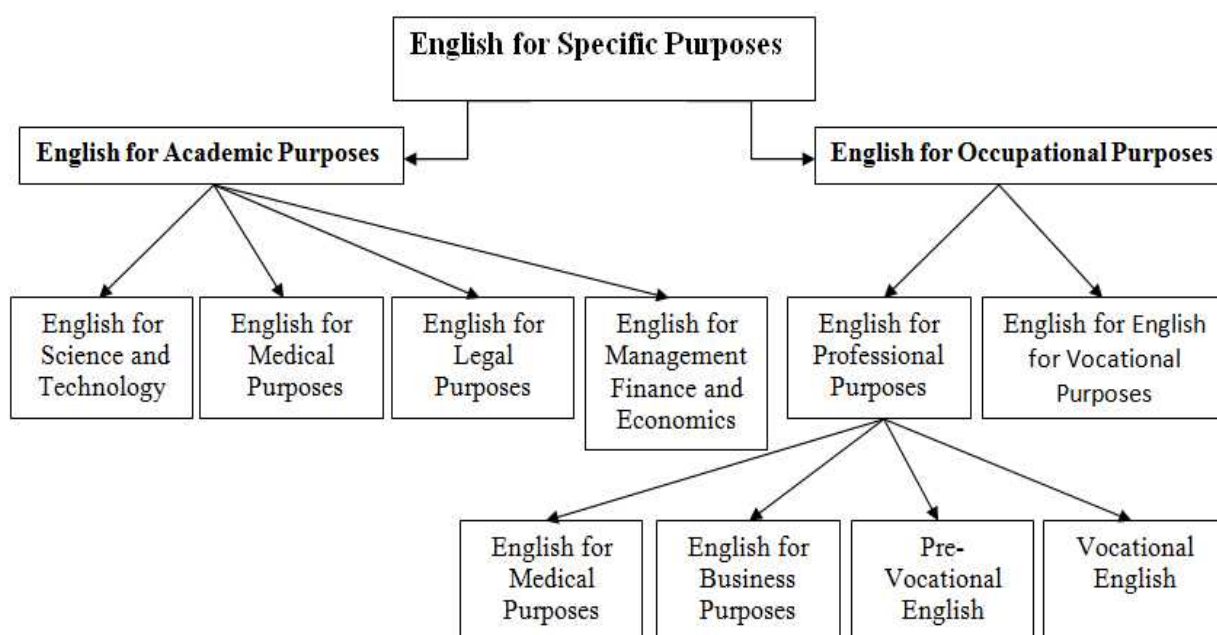 English for Specific Purposes
English for Academic Purposes
English for Occupational Purposes
English for
Science and
Technology
English for
Medical
Purposes
English for
Legal
Purposes
English for
Management
Finance and
Economics
English for
Professional
Purposes
English for English
for Vocational
Purposes
English for
Medical
Purposes
English for
Business
Purposes
Pre-
Vocational
English
Vocational
English